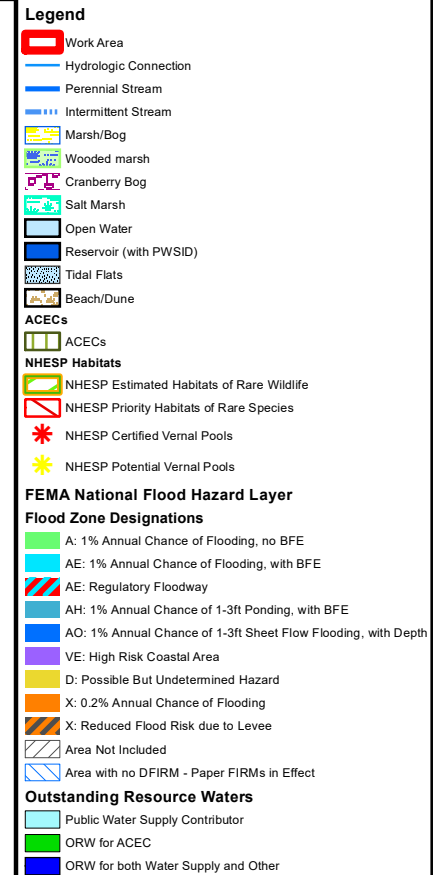 Legend
Work Area
Hydrologic Connection
Perennial Stream
Intermittent Stream
Marsh/Bog
Wooded marsh
Cranberry Bog
Salt Marsh
Open Water
Reservoir (with PWSID)
Tidal Flats
Beach/Dune
ACECs
ACECs
NHESP Habitats
NHESP Estimated Habitats of Rare Wildlife
NHESP Priority Habitats of Rare Species
NHESP Certified Vernal Pools
NHESP Potential Vernal Pools
FEMA National Flood Hazard Layer
Flood Zone Designations
A: 1% Annual Chance of Flooding, no BFE
AE: 1% Annual Chance of Flooding, with BFE
AE: Regulatory Floodway
AH: 1% Annual Chance of 1-3ft Ponding, with BFE
AO: 1% Annual Chance of 1-3ft Sheet Flow Flooding, with Depth
VE: High Risk Coastal Area
D: Possible But Undetermined Hazard
X: 0.2% Annual Chance of Flooding
X: Reduced Flood Risk due to Levee
Area Not Included
Area with no DFIRM - Paper FIRMs in Effect
Outstanding Resource Waters
Public Water Supply Contributor
ORW for ACEC
ORW for both Water Supply and Other